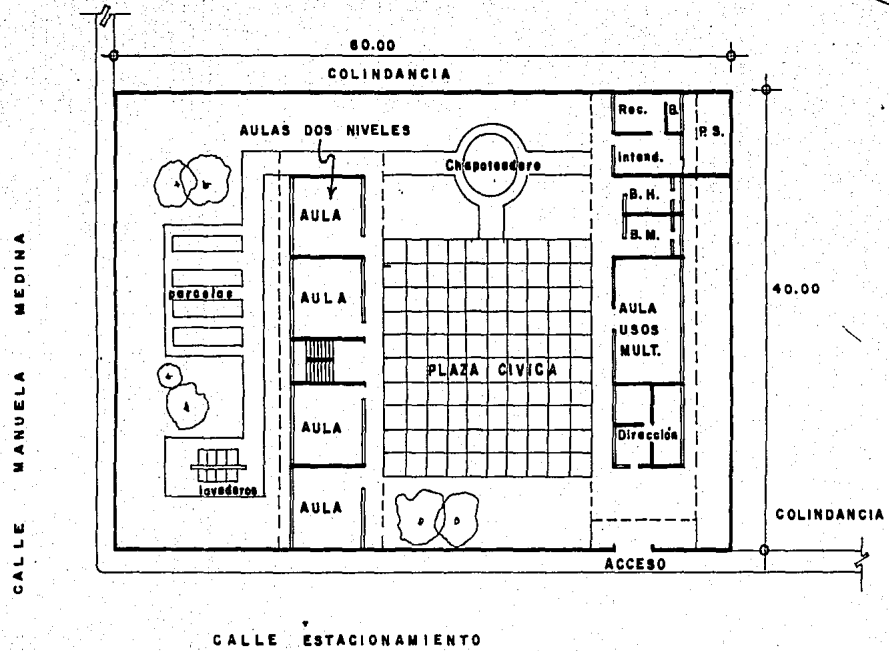 60.00
COLINDANCIA
Rec.
B.
P.S.
AULAS DOS NIVELES
Chapoteadero
Intend.
AULA
B. H.
B. M.
CALLE MANUELA MEDINA
parcelas
AULA
40.00
AULA
USOS
MULT.
PLAZA CIVICA
AULA
Dirección
lavaderos
AULA
COLINDANCIA
ACCESO
CALLE ESTACIONAMIENTO